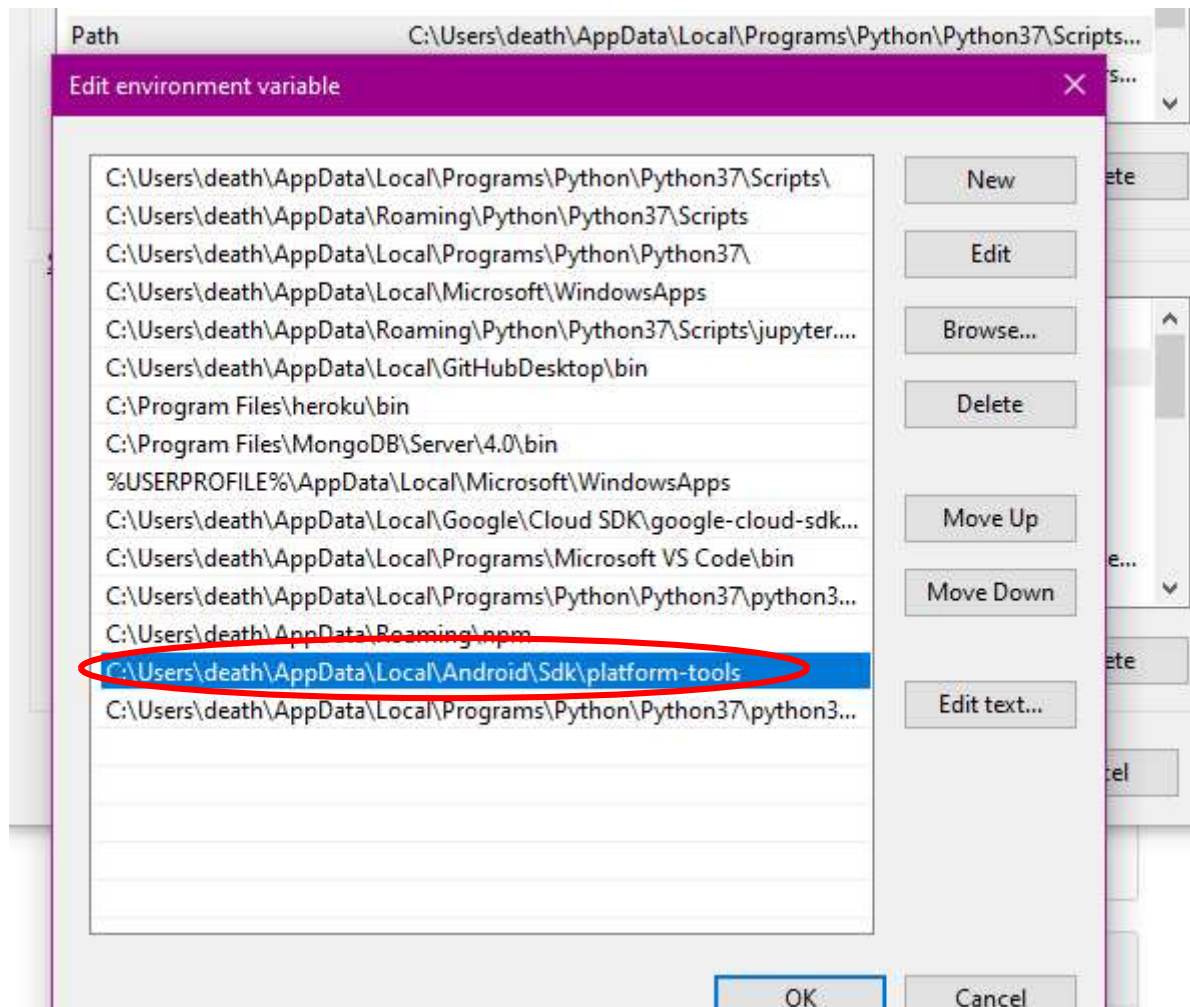 Path C:\Users\death\AppData\Local\Programs\Python\Python37\Scripts...
Edit environment variable
s...
C:\Users\death\AppData\Local\Programs\Python\Python37\Scripts\
New
ete
C:\Users\death\AppData\Roaming\Python\Python37\Scripts
C:\Users\death\AppData\Local\Programs\Python\Python37\
Edit
C:\Users\death\AppData\Local\Microsoft\WindowsApps
C:\Users\death\AppData\Roaming\Python\Python37\Scripts\jupyter....
Browse...
C:\Users\death\AppData\Local\GitHubDesktop\bin
C:\Program Files\heroku\bin
Delete
C:\Program Files\MongoDB\Server\4.0\bin
%USERPROFILE%\AppData\Local\Microsoft\WindowsApps
C:\Users\death\AppData\Local\Google\Cloud SDK\google-cloud-sdk...
Move Up
C:\Users\death\AppData\Local\Programs\Microsoft VS Code\bin
e...
C:\Users\death\AppData\Local\Programs\Python\Python37\python3...
Move Down
C:\Users\death\AppData\Roaming\npm
C:\Users\death\AppData\Local\Android\Sdk\platform-tools
ete
C:\Users\death\AppData\Local\Programs\Python\Python37\python3...
Edit text...
cel
OK
Cancel